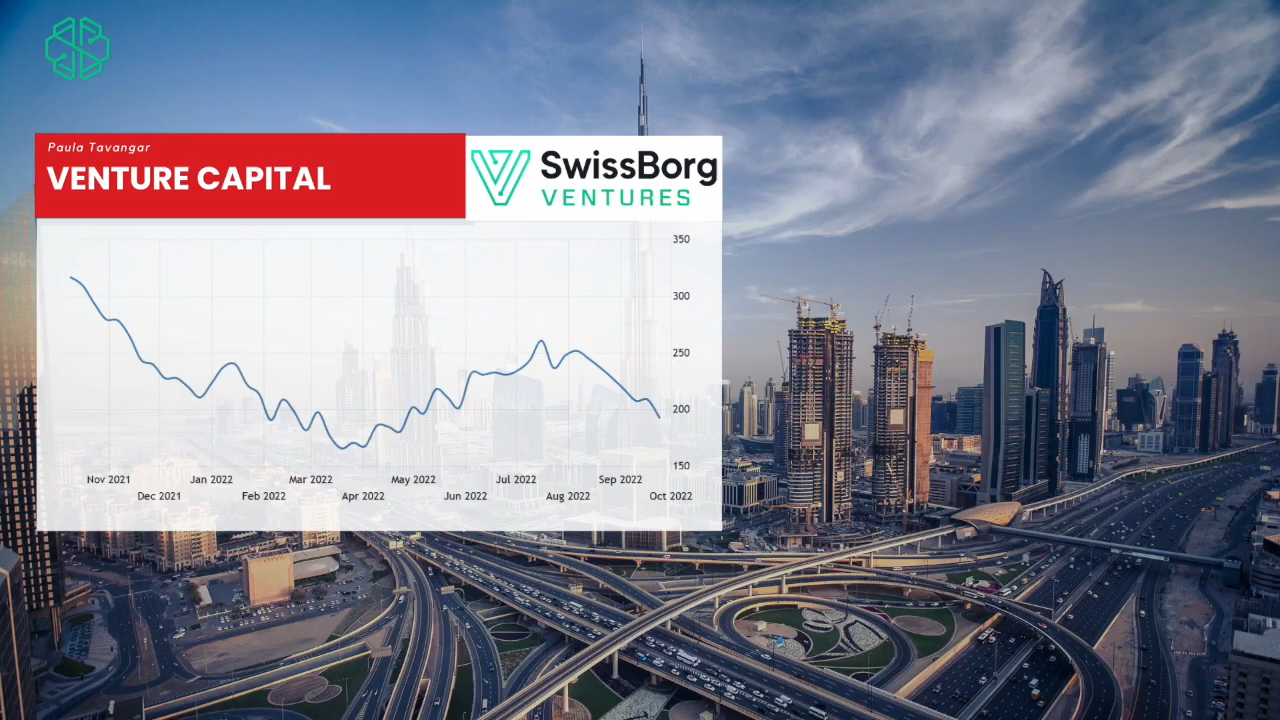 Paula Tavangar
VENTURE CAPITAL
SwissBorg
VENTURES
350
300
250
200
150
Nov 2021
Jan 2022
Mar 2022
May 2022
Jul 2022
Sep 2022
Dec 2021
Feb 2022
Apr 2022
Jun 2022
Aug 2022
Oct 2022